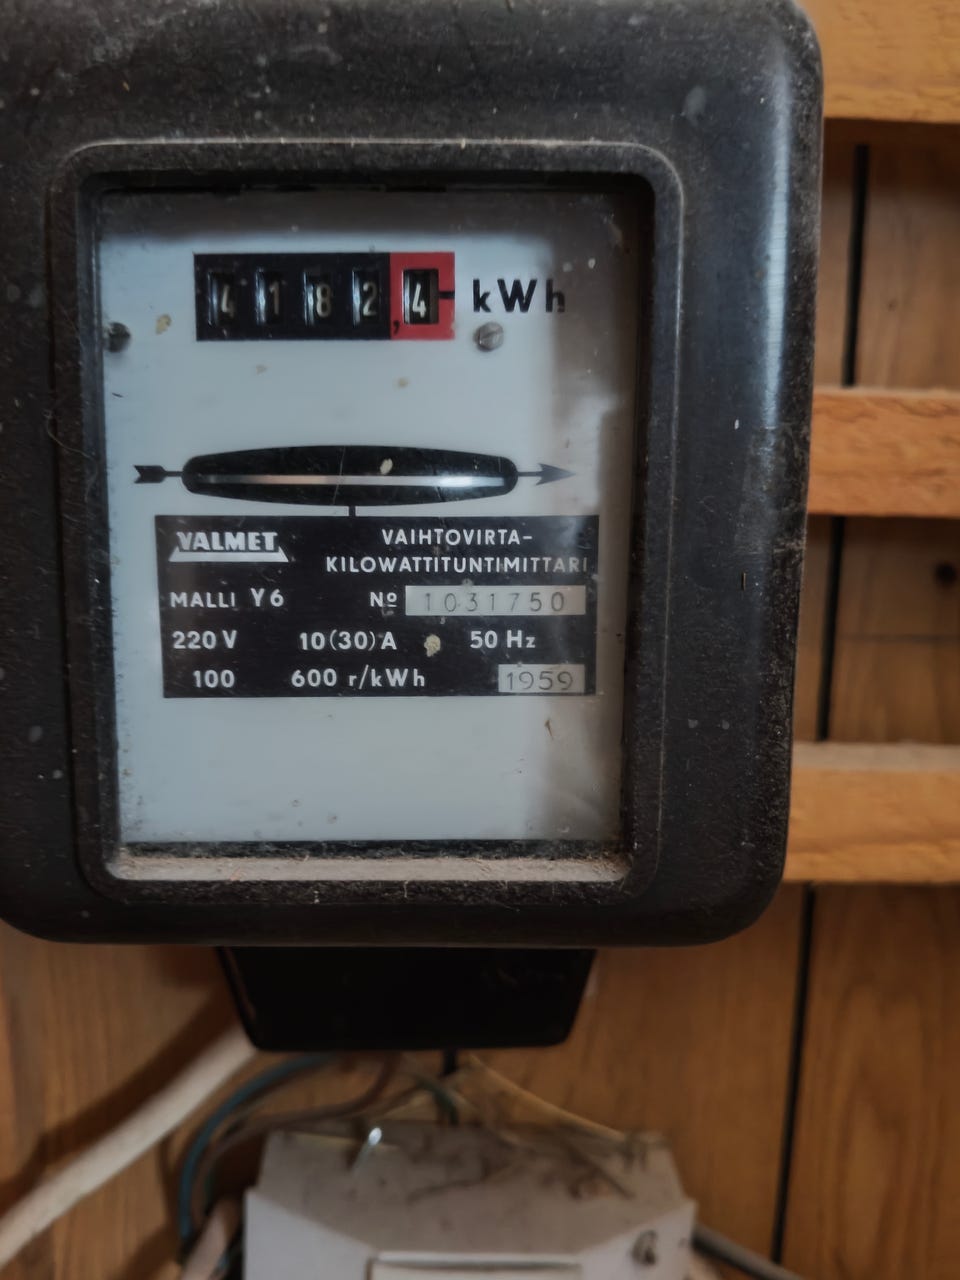 4182,4 kWh
VALMET
VAIHTOVIRTA-
KILOWATTITUNTIMITTARI
MALLI Y6 Nº 1031750
220 V 10(30)A 50 Hz
100 600 r/kWh 1959